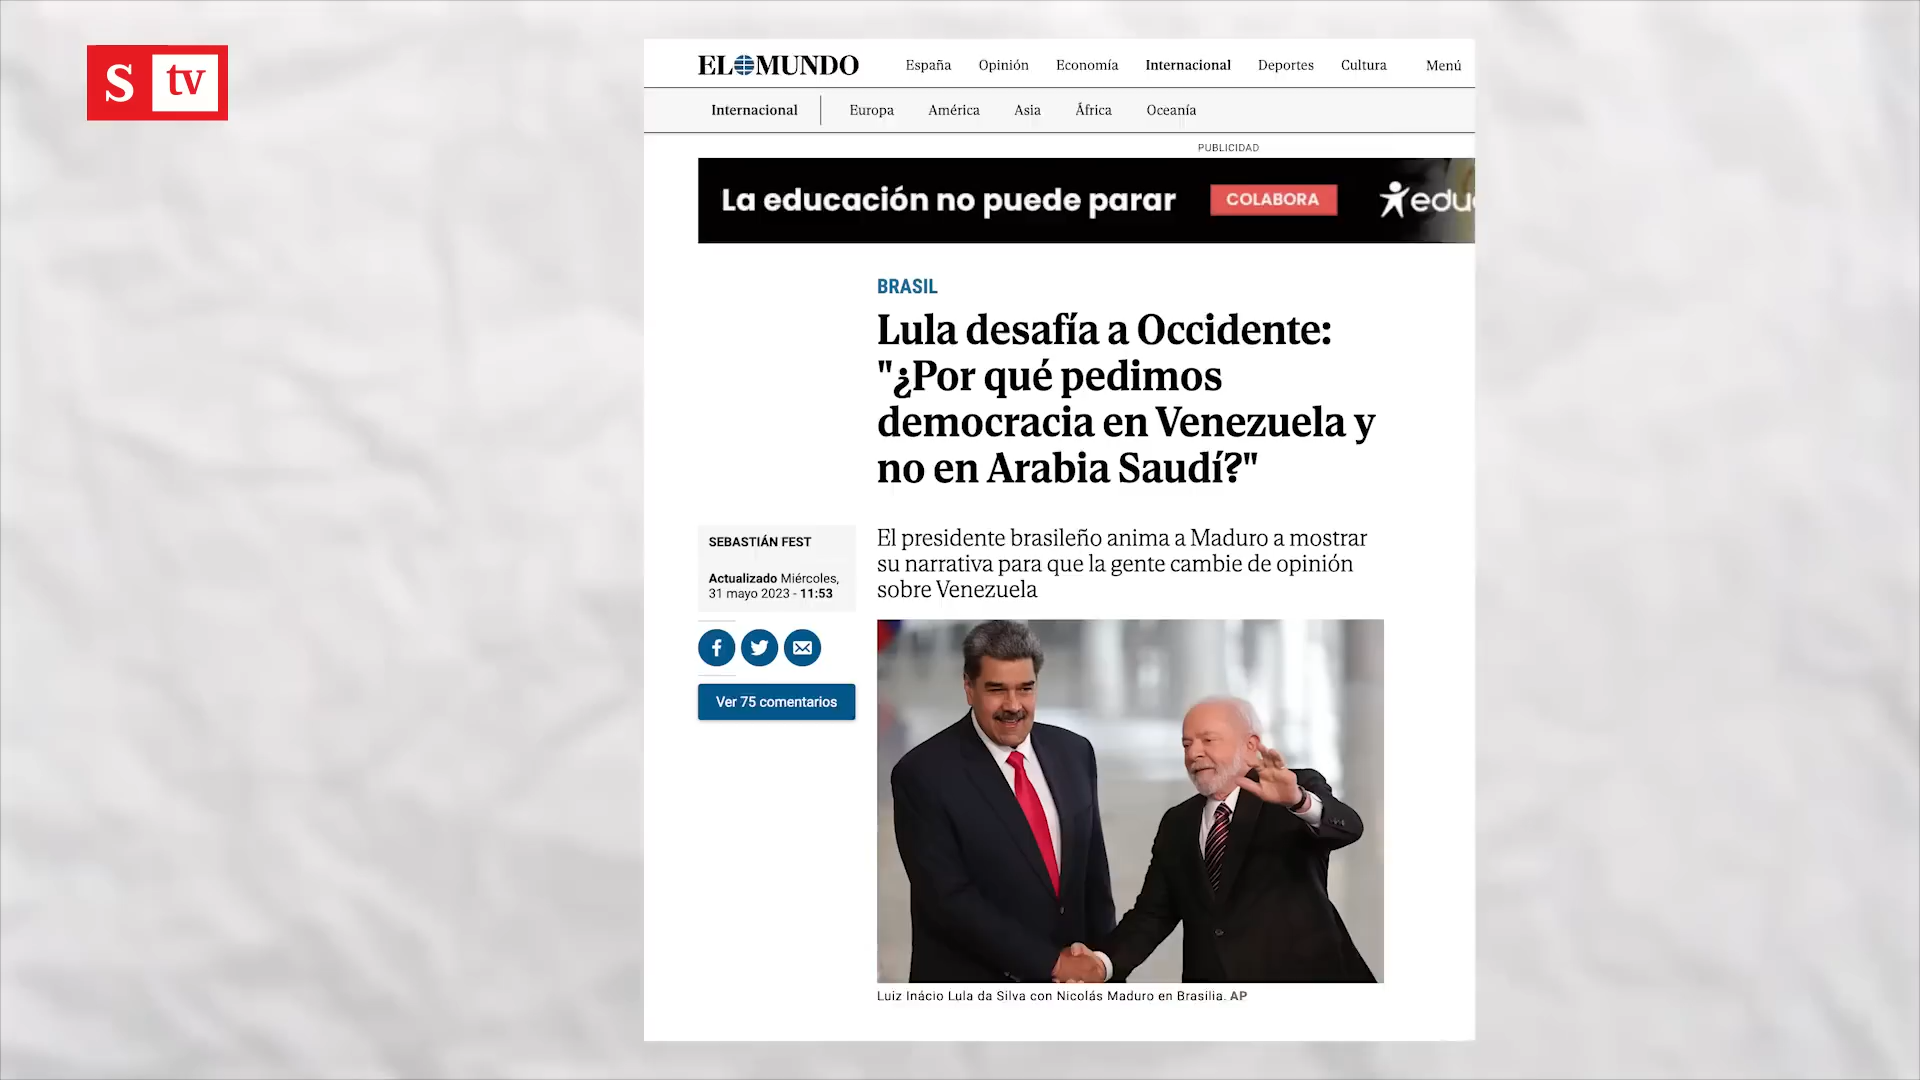 S tv
EL MUNDO
España Opinión Economía Internacional Deportes Cultura Menú
Internacional Europa América Asia África Oceanía
PUBLICIDAD
La educación no puede parar COLABORA
BRASIL
Lula desafía a Occidente:
"¿Por qué pedimos
democracia en Venezuela y
no en Arabia Saudí?"
El presidente brasileño anima a Maduro a mostrar
su narrativa para que la gente cambie de opinión
sobre Venezuela
SEBASTIÁN FEST
Actualizado Miércoles,
31 mayo 2023 - 11:53
Ver 75 comentarios
Luiz Inácio Lula da Silva con Nicolás Maduro en Brasilia. AP